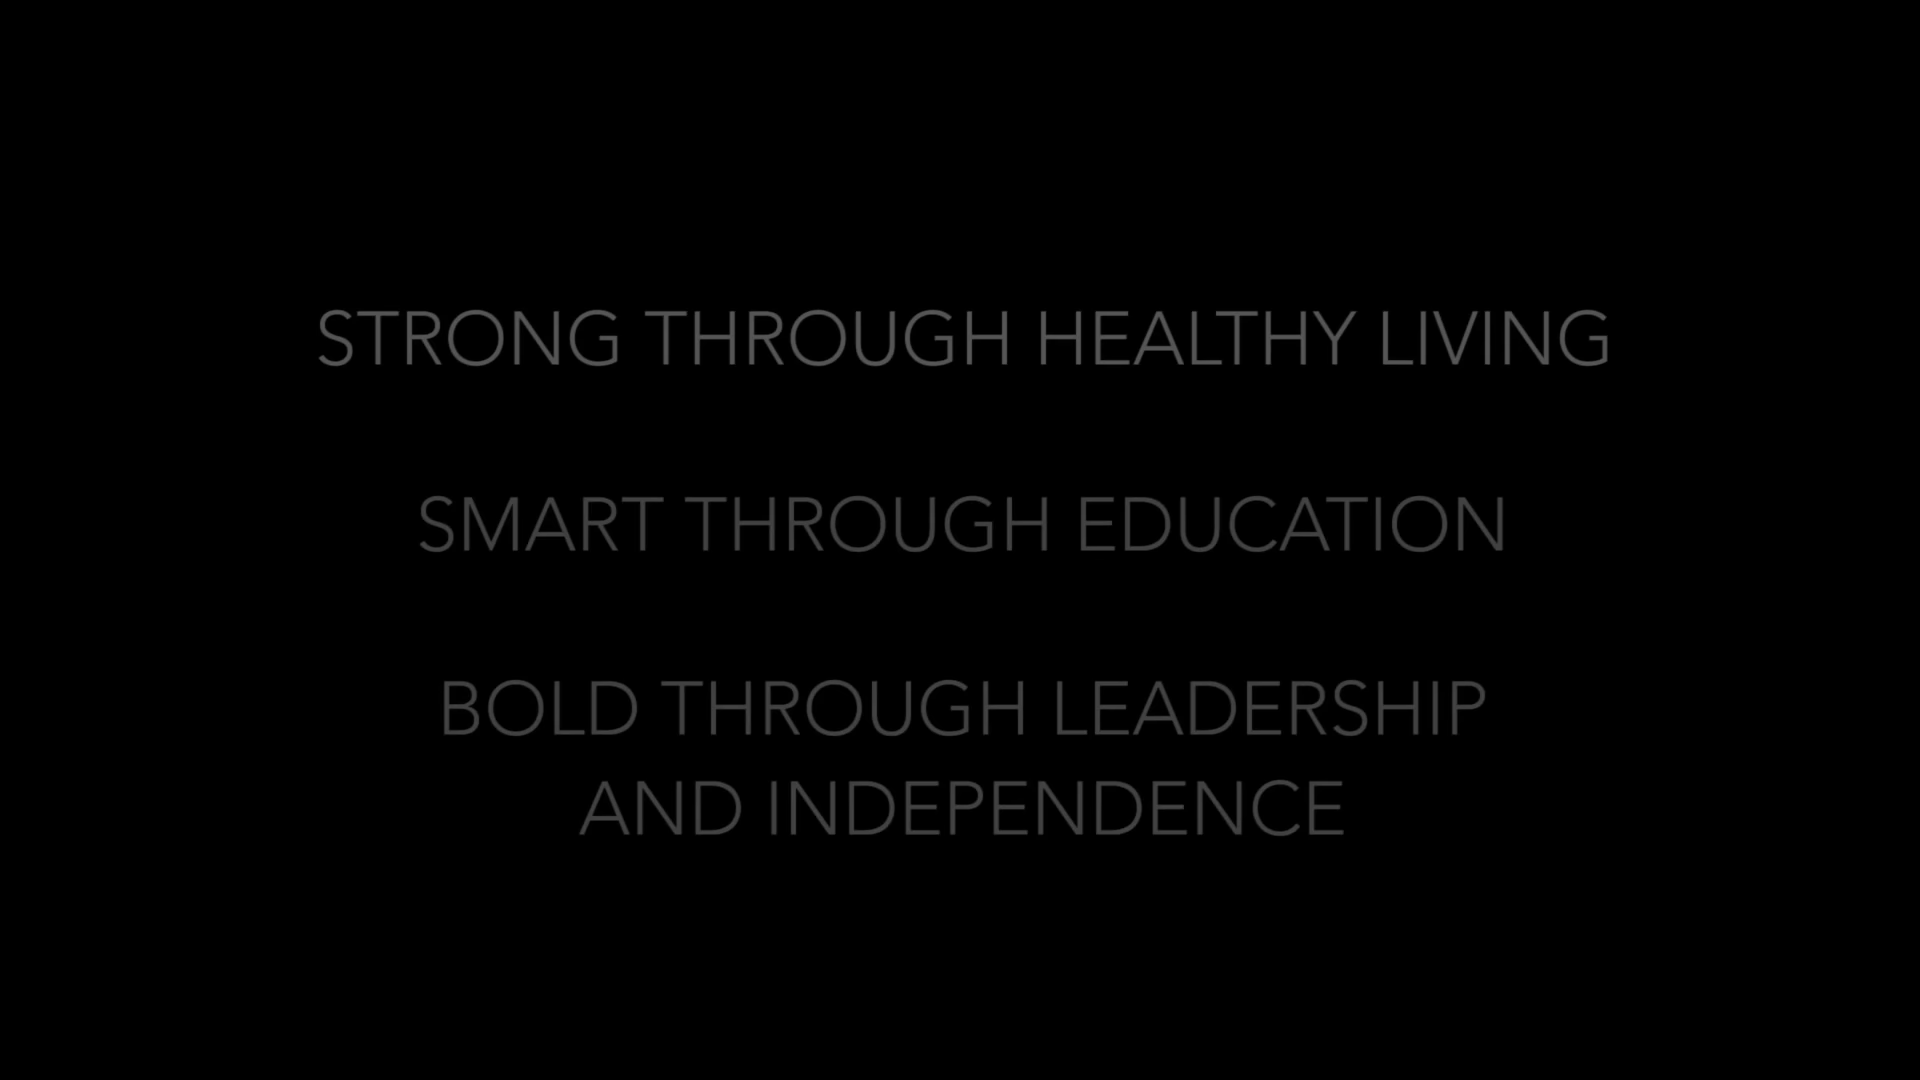 STRONG THROUGH HEALTHY LIVING
SMART THROUGH EDUCATION
BOLD THROUGH LEADERSHIP
AND INDEPENDENCE